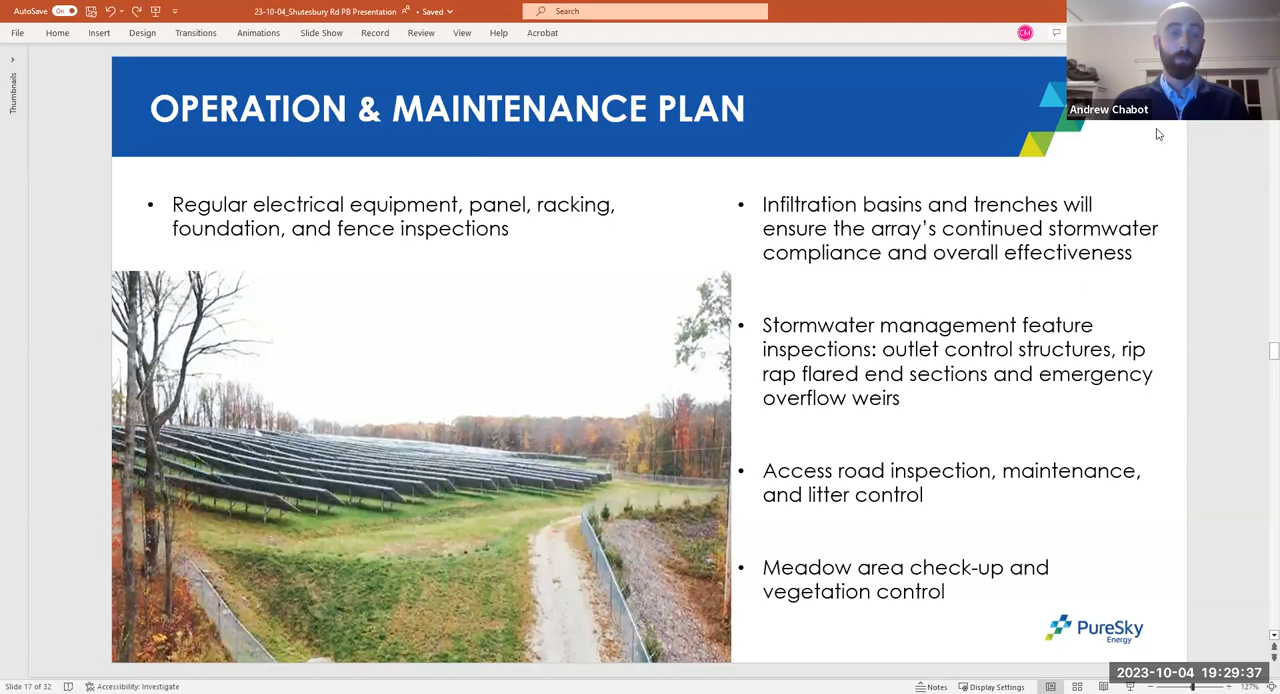 AutoSave On 23-10-04_Shutesbury Rd PB Presentation • Saved Search
File Home Insert Design Transitions Animations Slide Show Record Review View Help Acrobat CM
Thumbnails
OPERATION & MAINTENANCE PLAN
Andrew Chabot
• Regular electrical equipment, panel, racking,
foundation, and fence inspections
• Infiltration basins and trenches will
ensure the array's continued stormwater
compliance and overall effectiveness
• Stormwater management feature
inspections: outlet control structures, rip
rap flared end sections and emergency
overflow weirs
• Access road inspection, maintenance,
and litter control
• Meadow area check-up and
vegetation control
PureSky
Energy
2023-10-04 19:29:37
Slide 17 of 32 Accessibility: Investigate Notes Display Settings 127%